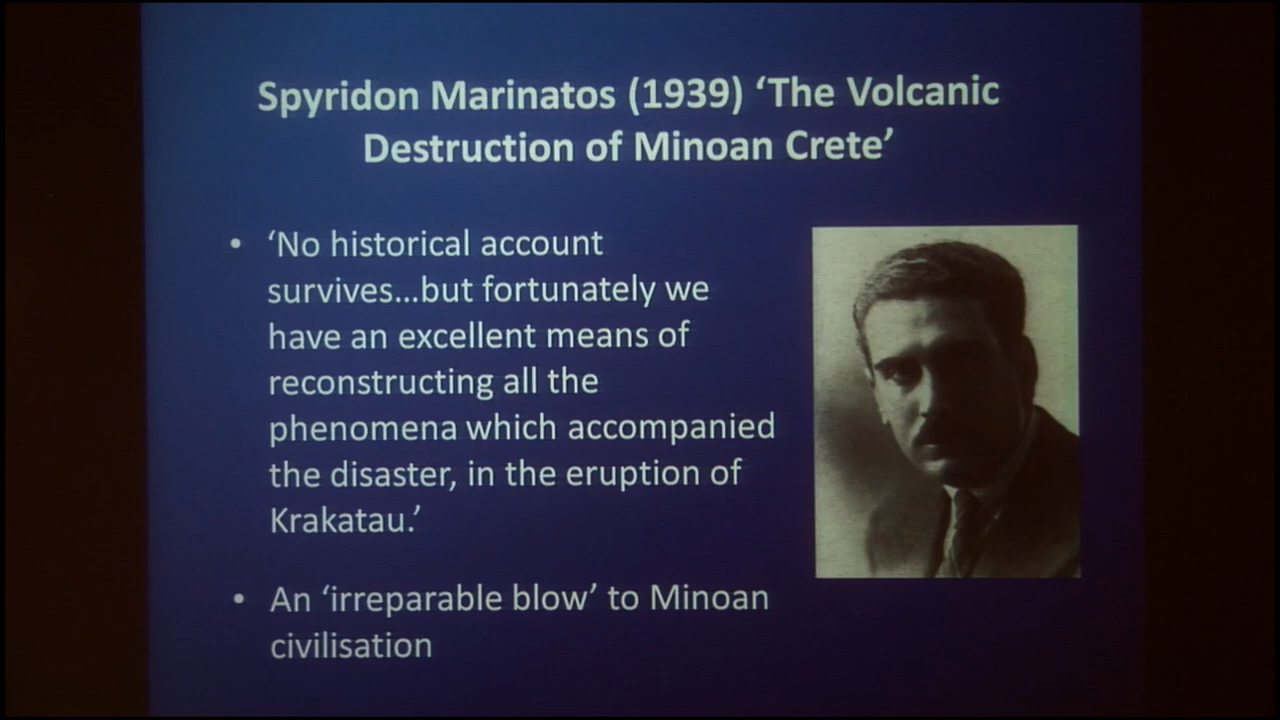 Spyridon Marinatos (1939) ‘The Volcanic
Destruction of Minoan Crete’
• ‘No historical account
survives...but fortunately we
have an excellent means of
reconstructing all the
phenomena which accompanied
the disaster, in the eruption of
Krakatau.’
• An ‘irreparable blow’ to Minoan
civilisation